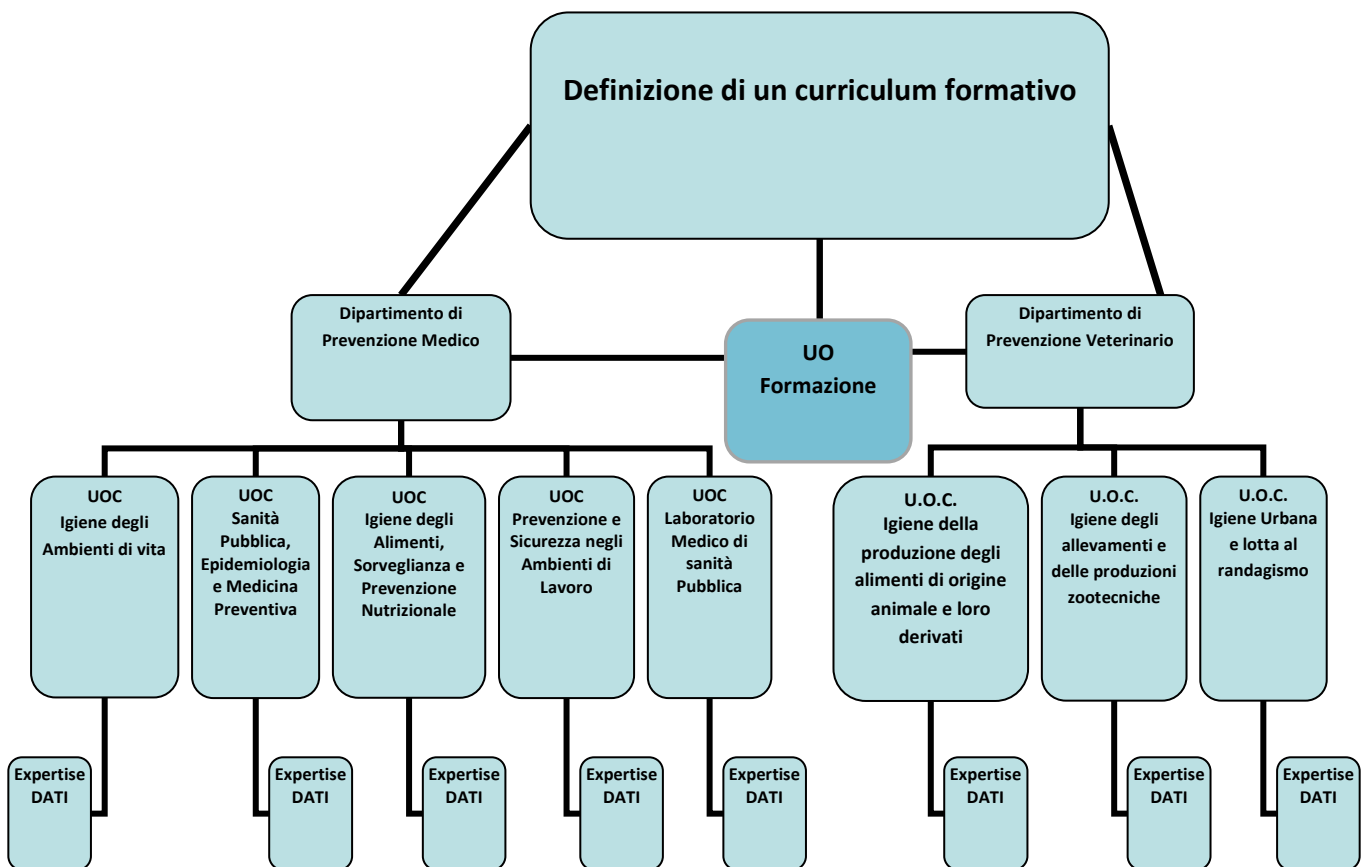 Definizione di un curriculum formativo
Dipartimento di
Prevenzione Medico
UO
Formazione
Dipartimento di
Prevenzione Veterinario
UOC
Igiene degli
Ambienti di vita
UOC
Sanità
Pubblica,
Epidemiologia
e Medicina
Preventiva
UOC
Igiene degli
Alimenti,
Sorveglianza e
Prevenzione
Nutrizionale
UOC
Prevenzione e
Sicurezza negli
Ambienti di
Lavoro
UOC
Laboratorio
Medico di
sanità
Pubblica
U.O.C.
Igiene della
produzione degli
alimenti di origine
animale e loro
derivati
U.O.C.
Igiene degli
allevamenti e
delle produzioni
zootecniche
U.O.C.
Igiene Urbana
e lotta al
randagismo
Expertise
DATI
Expertise
DATI
Expertise
DATI
Expertise
DATI
Expertise
DATI
Expertise
DATI
Expertise
DATI
Expertise
DATI